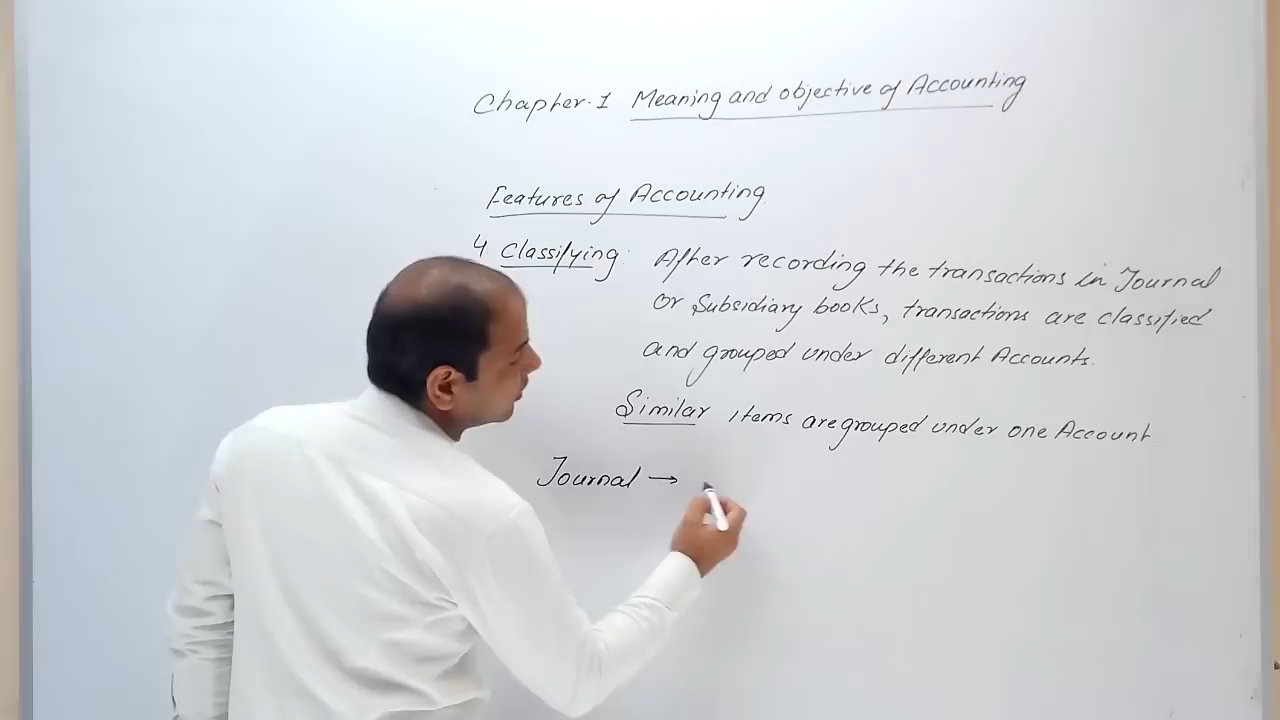 Chapter.1 Meaning and objective of Accounting
Features of Accounting
4 Classifying: After recording the transactions in Journal
or Subsidiary books, transactions are classified
and grouped under different Accounts.
Similar items are grouped under one Account.
Journal →